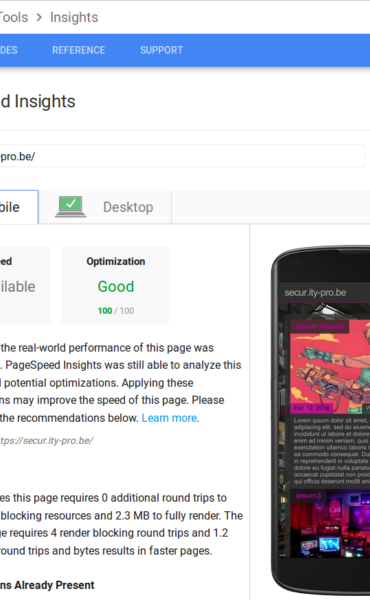 Tools > Insights
DES REFERENCE SUPPORT
d Insights
-pro.be/
bile Desktop
ed Optimization
ilable Good
100 / 100
the real-world performance of this page was
. PageSpeed Insights was still able to analyze this
l potential optimizations. Applying these
ns may improve the speed of this page. Please
the recommendations below. Learn more.
tps://secur.ity-pro.be/
es this page requires 0 additional round trips to
blocking resources and 2.3 MB to fully render. The
ge requires 4 render blocking round trips and 1.2
round trips and bytes results in faster pages.
ns Already Present
secur.ity-pro.be
Feb, 12, 2018
Lorem ipsum dolor sit amet,
adipiscing elit, sed do eiusmod
incididunt ut labore et dolore
enim ad minim veniam, quis
exercitation ullamco laboris
ea commodo consequat. Duis
in reprehenderit in voluptate
dolore eu fugiat nulla pariatur
occaecat cupidatat non proident
qui officia deserunt mollit
ipsum3